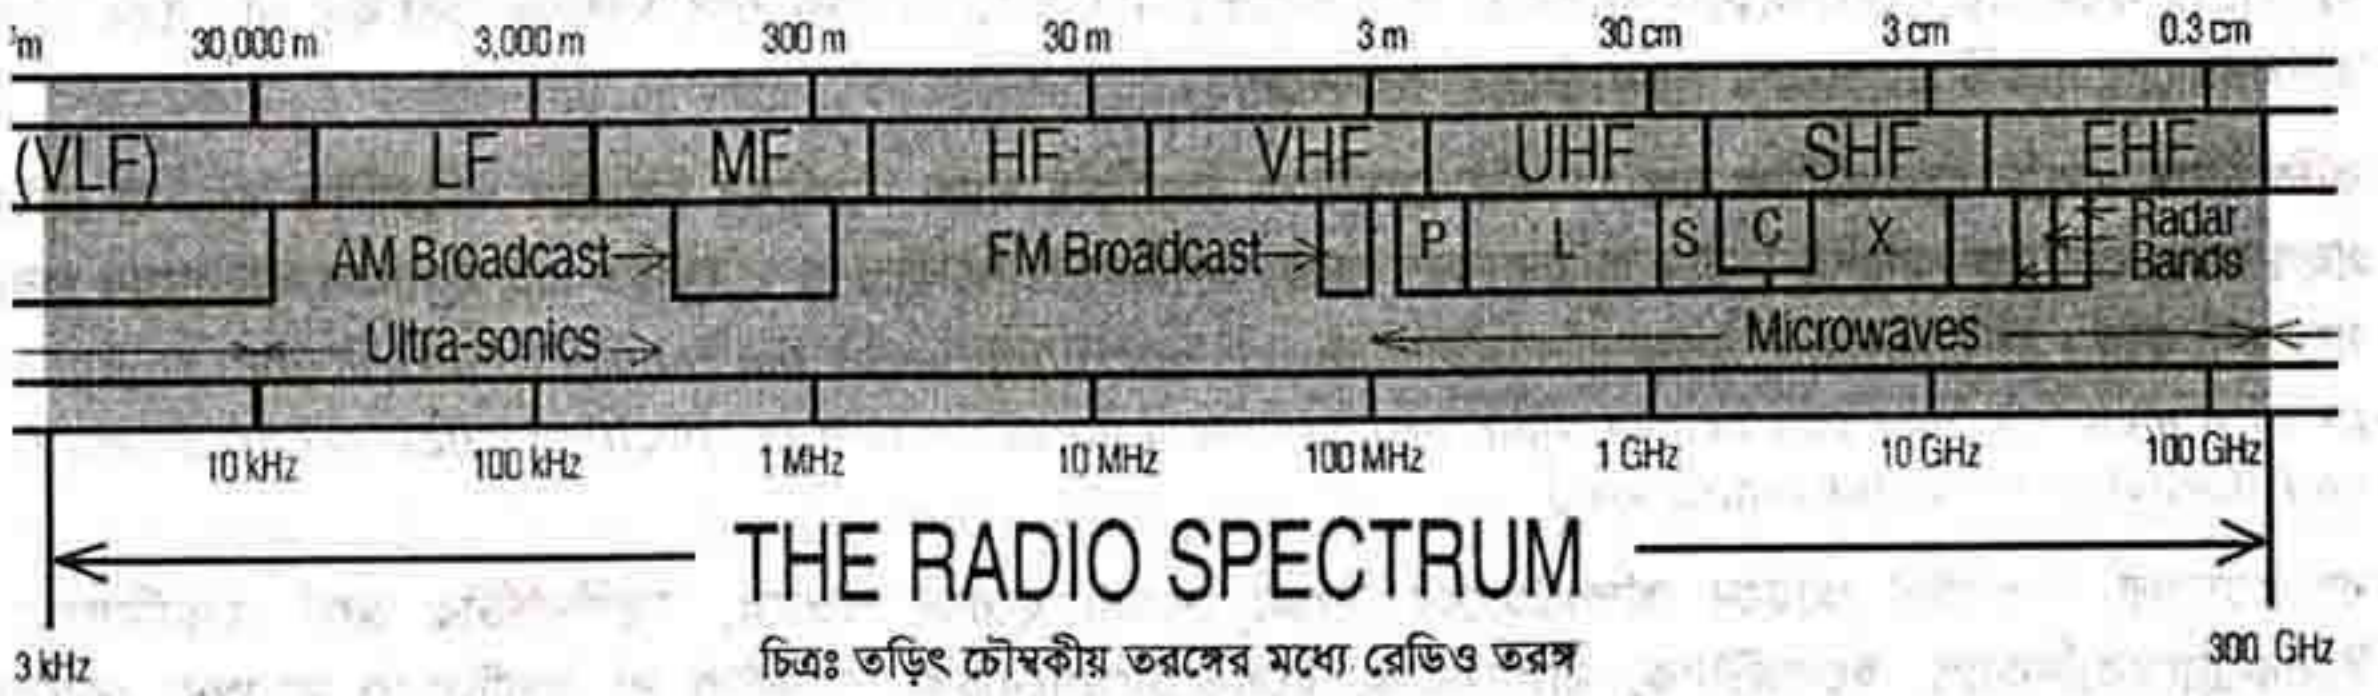 'm 30,000 m 3,000 m 300 m 30 m 3 m 30 cm 3 cm 0.3 cm
(VLF) LF MF HF VHF UHF SHF EHF
AM Broadcast FM Broadcast P L S C X Radar
Bands
Ultra-sonics Microwaves
10 kHz 100 kHz 1 MHz 10 MHz 100 MHz 1 GHz 10 GHz 100 GHz
THE RADIO SPECTRUM
3 kHz চিত্রঃ তড়িৎ চৌম্বকীয় তরঙ্গের মধ্যে রেডিও তরঙ্গ 300 GHz